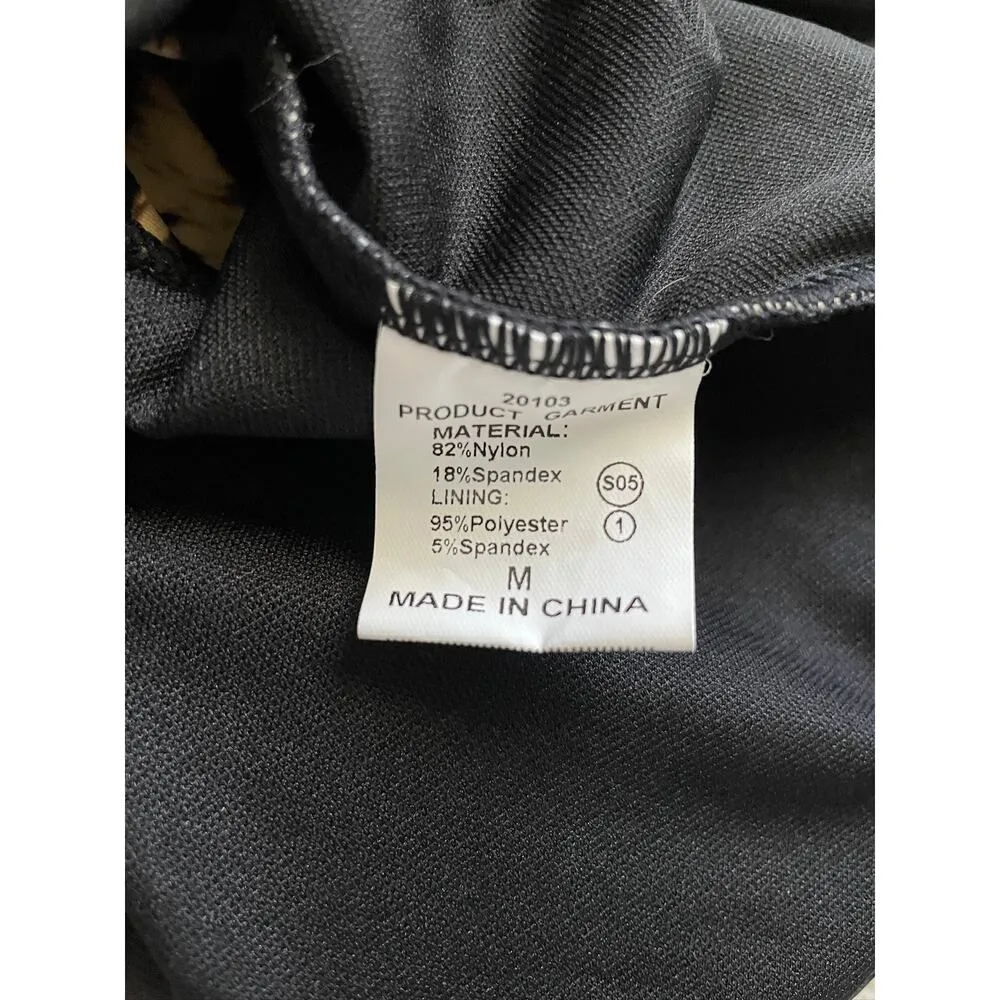 20103
PRODUCT GARMENT
MATERIAL:
82%Nylon
18%Spandex
S05
LINING:
95%Polyester
1
5%Spandex
M
MADE IN CHINA